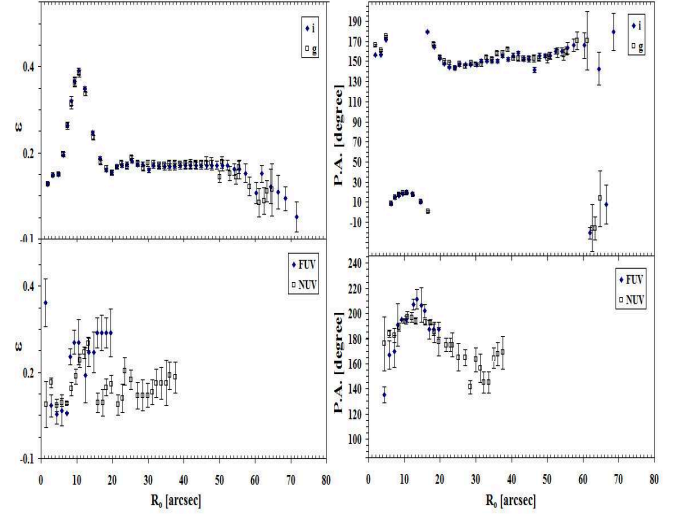 0.4
0.2
-0.1
ε
i
g
0.4
0.2
-0.1
ε
FUV
NUV
0 10 20 30 40 50 60 70 80
R₀ [arcsec]
190
170
150
130
110
90
70
50
30
10
-10
-30
P.A. [degree]
i
g
240
220
200
180
160
140
120
100
P.A. [degree]
FUV
NUV
0 10 20 30 40 50 60 70 80
R₀ [arcsec]